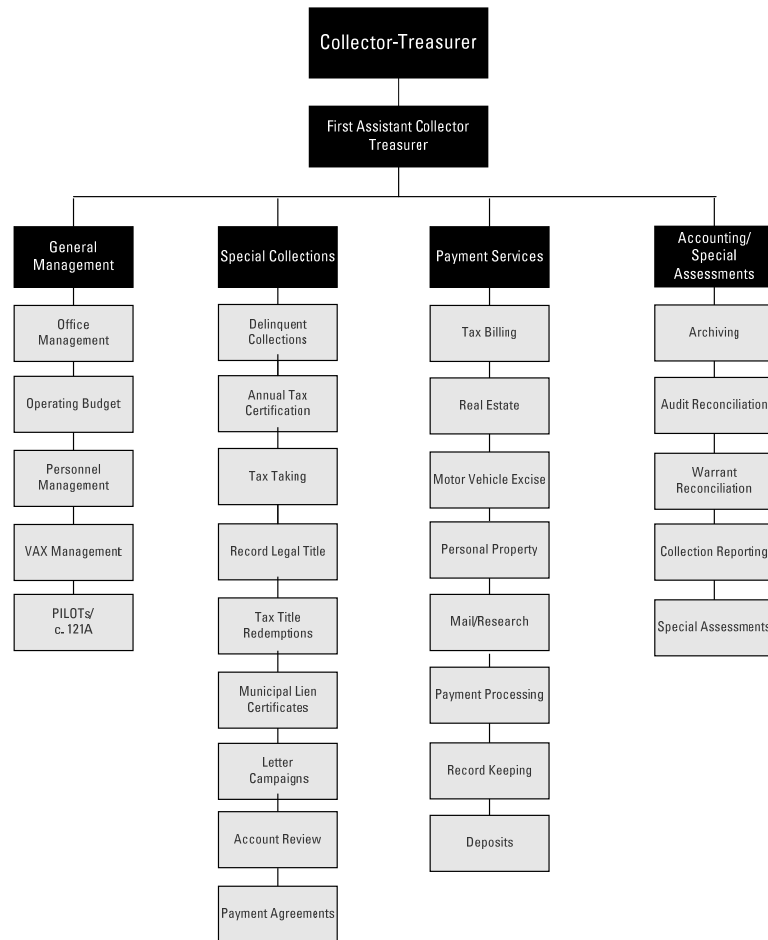 Collector-Treasurer
First Assistant Collector
Treasurer
General
Management
Office
Management
Operating Budget
Personnel
Management
VAX Management
PILOTs/
c. 121A
Special Collections
Delinquent
Collections
Annual Tax
Certification
Tax Taking
Record Legal Title
Tax Title
Redemptions
Municipal Lien
Certificates
Letter
Campaigns
Account Review
Payment Agreements
Payment Services
Tax Billing
Real Estate
Motor Vehicle Excise
Personal Property
Mail/Research
Payment Processing
Record Keeping
Deposits
Accounting/
Special
Assessments
Archiving
Audit Reconciliation
Warrant
Reconciliation
Collection Reporting
Special Assessments